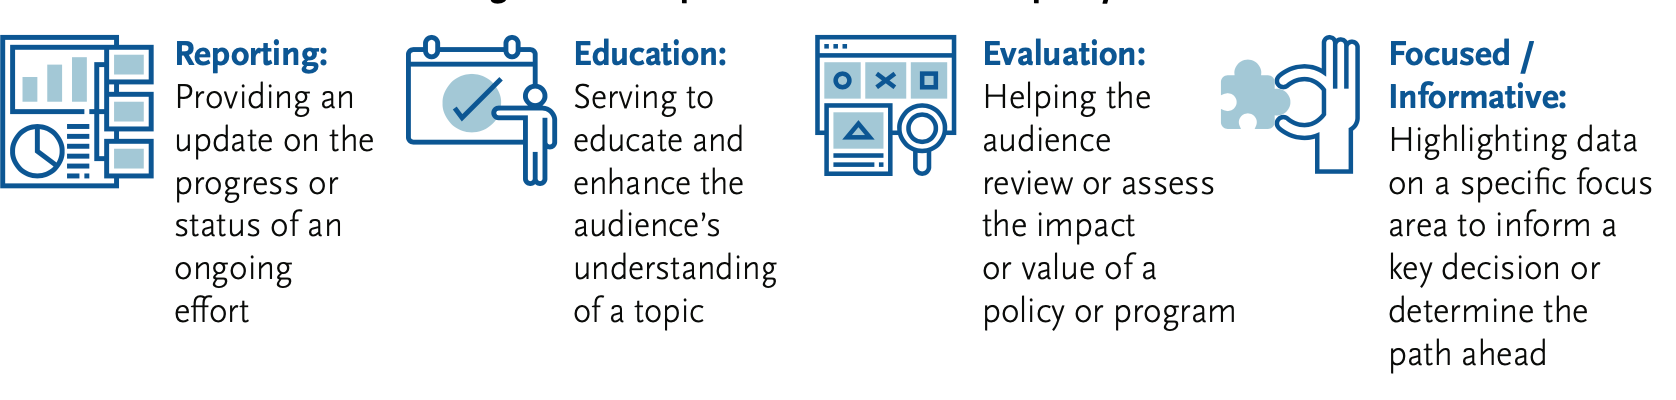 Reporting:
Providing an
update on the
progress or
status of an
ongoing
effort
Education:
Serving to
educate and
enhance the
audience’s
understanding
of a topic
Evaluation:
Helping the
audience
review or assess
the impact
or value of a
policy or program
Focused /
Informative:
Highlighting data
on a specific focus
area to inform a
key decision or
determine the
path ahead